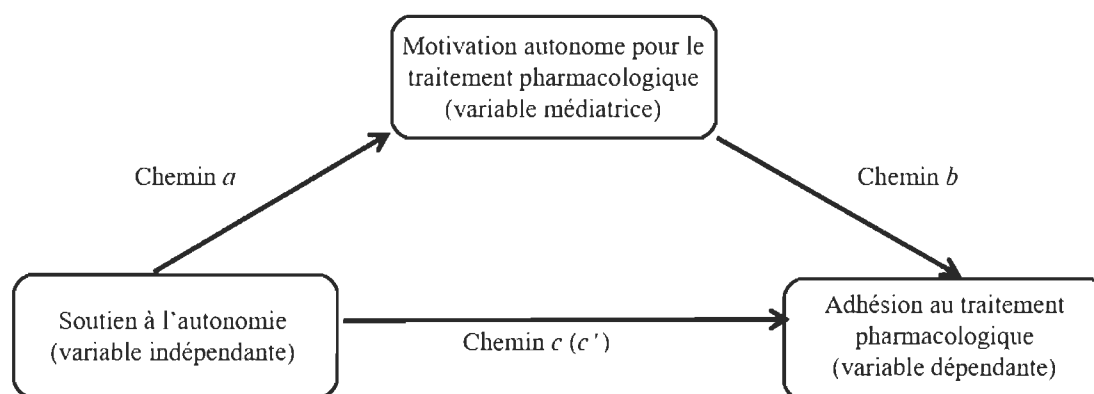 Motivation autonome pour le
traitement pharmacologique
(variable médiatrice)
Chemin a
Chemin b
Soutien à l'autonomie
(variable indépendante)
Chemin c (c')
Adhésion au traitement
pharmacologique
(variable dépendante)